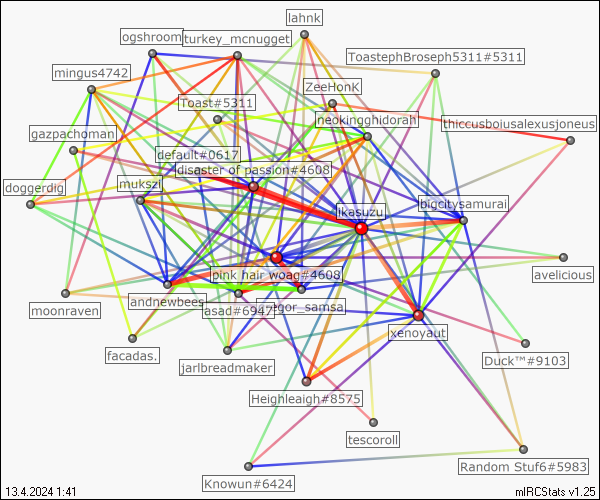 lahnk
ogshroom
turkey_mcnugget
ToastephBroseph5311#5311
mingus4742
ZeeHonk
Toast#5311
neokingghidorah
thiccusboiusalexusjoneus
gazpachoman
default#0617
disaster of passion#4608
doggerdig
mukszi
ikasuzu
bigcitysamurai
pink hair woag#4608
avelicious
moonraven
andnewbees
asad#6947
gregor_samsa
xenoyaut
facadas.
jarlbreadmaker
Duck™#9103
Heighleaigh#8575
tescoroll
Random Stuf6#5983
Knowun#6424
13.4.2024 1:41
mIRCStats v1.25